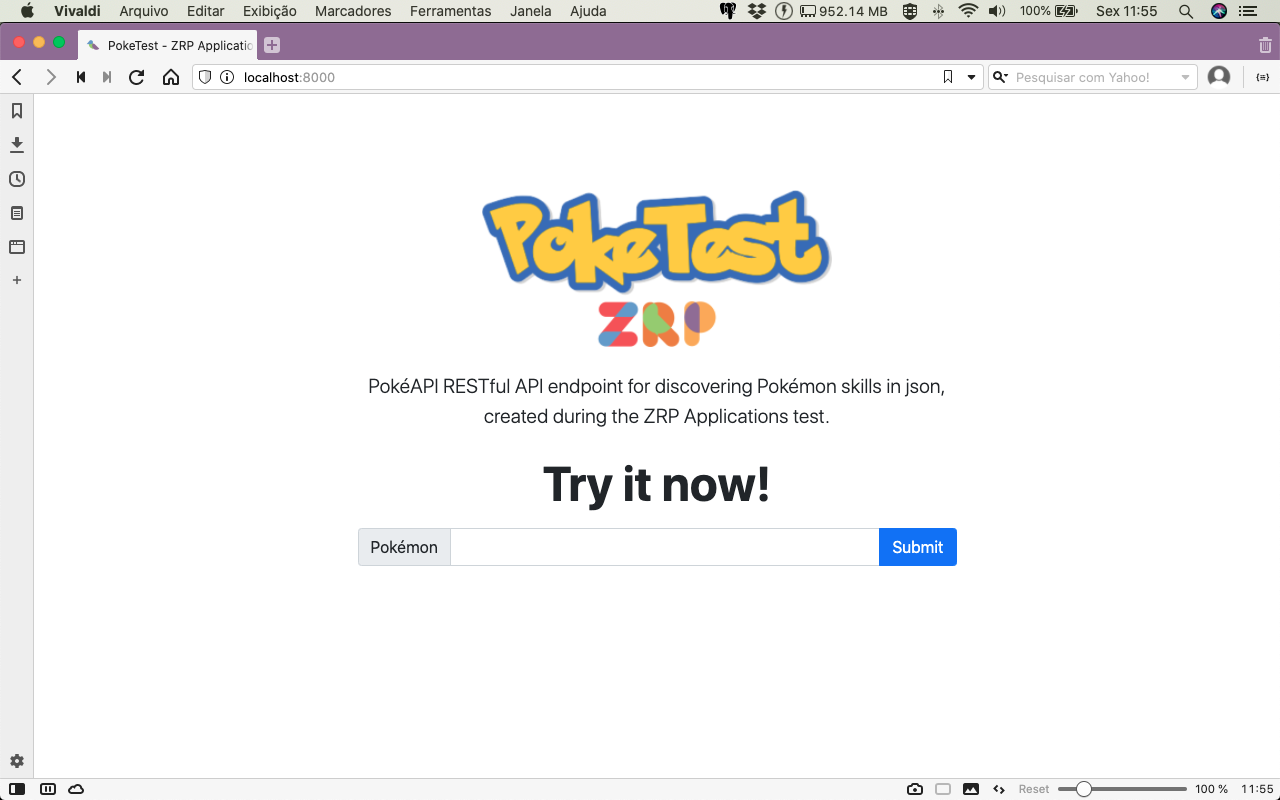 Vivaldi Arquivo Editar Exibição Marcadores Ferramentas Janela Ajuda 952.14 MB 100% Sex 11:55
PokeTest - ZRP Applicatio
localhost:8000 Pesquisar com Yahoo!
PokeTest
ZRP
PokéAPI RESTful API endpoint for discovering Pokémon skills in json,
created during the ZRP Applications test.
Try it now!
Pokémon Submit
Reset 100 % 11:55